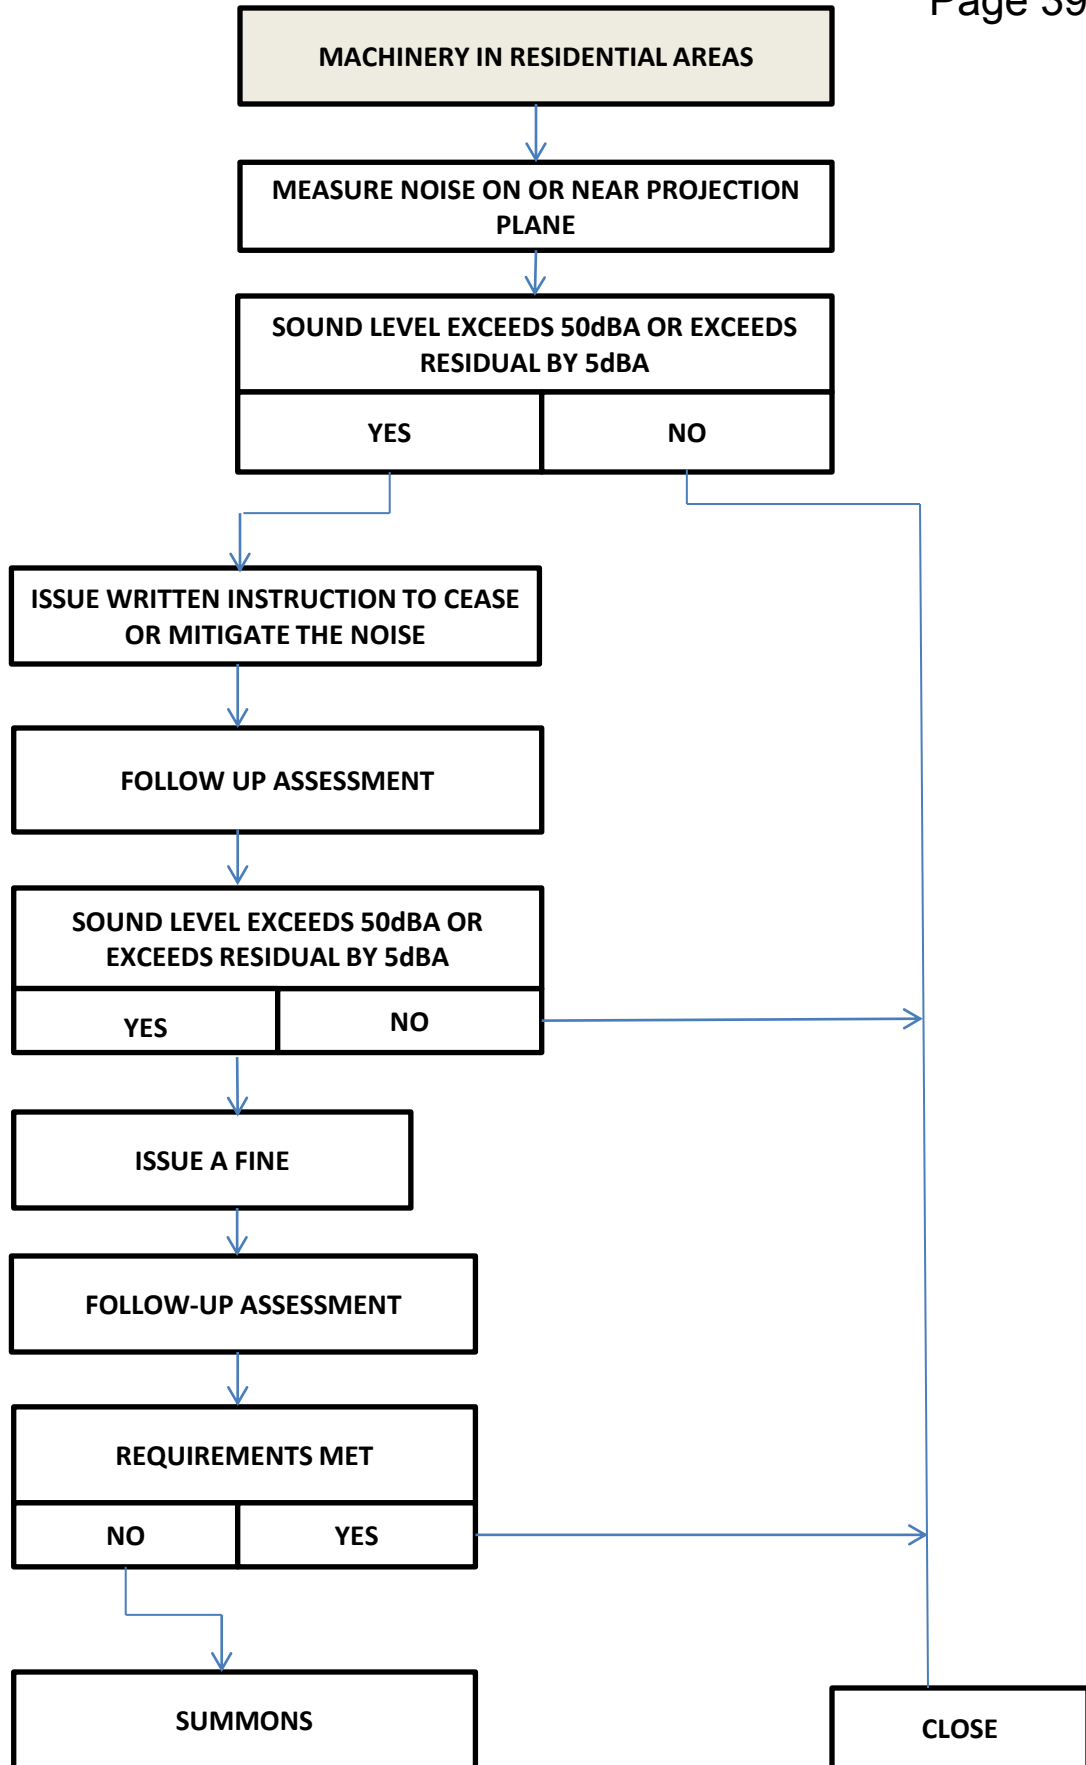 Page 39
MACHINERY IN RESIDENTIAL AREAS
MEASURE NOISE ON OR NEAR PROJECTION
PLANE
SOUND LEVEL EXCEEDS 50dBA OR EXCEEDS
RESIDUAL BY 5dBA
YES
NO
ISSUE WRITTEN INSTRUCTION TO CEASE
OR MITIGATE THE NOISE
FOLLOW UP ASSESSMENT
SOUND LEVEL EXCEEDS 50dBA OR
EXCEEDS RESIDUAL BY 5dBA
YES
NO
ISSUE A FINE
FOLLOW-UP ASSESSMENT
REQUIREMENTS MET
NO
YES
SUMMONS
CLOSE